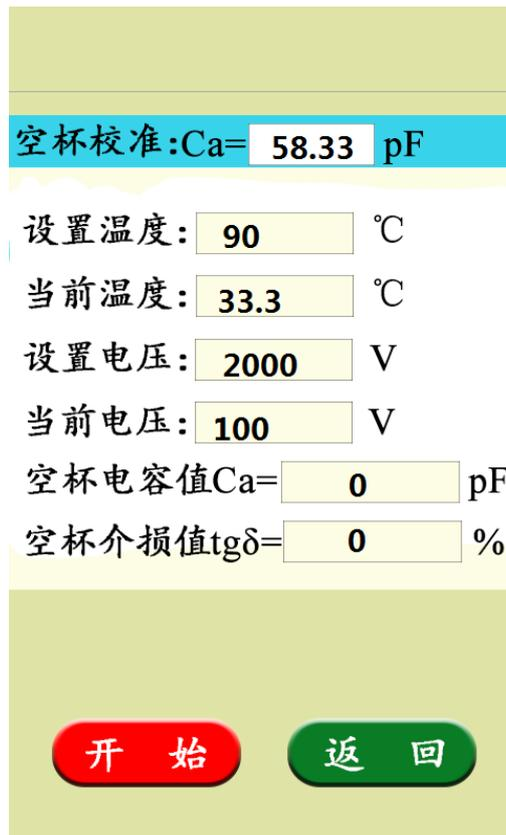 空杯校准:Ca= 58.33 pF
设置温度: 90 ℃
当前温度: 33.3 ℃
设置电压: 2000 V
当前电压: 100 V
空杯电容值Ca= 0 pF
空杯介损值tgδ= 0 %
开 始 返 回